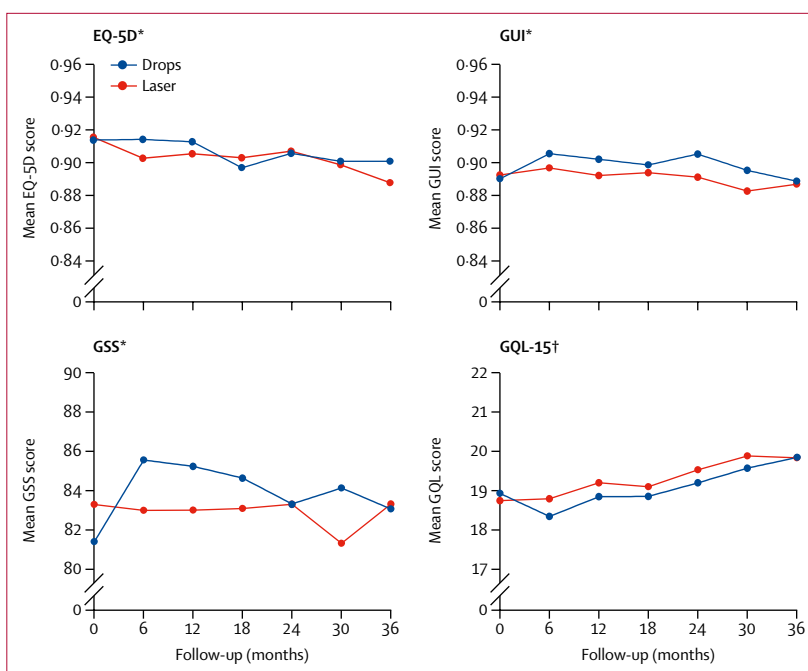 EQ-5D*
0·96
0·94
0·92
0·90
0·88
0·86
0·84
0
Mean EQ-5D score
Drops
Laser
GUI*
0·96
0·94
0·92
0·90
0·88
0·86
0·84
0
Mean GUI score
GSS*
90
88
86
84
82
80
0
Mean GSS score
0 6 12 18 24 30 36
Follow-up (months)
GQL-15†
22
21
20
19
18
17
0
Mean GQL score
0 6 12 18 24 30 36
Follow-up (months)